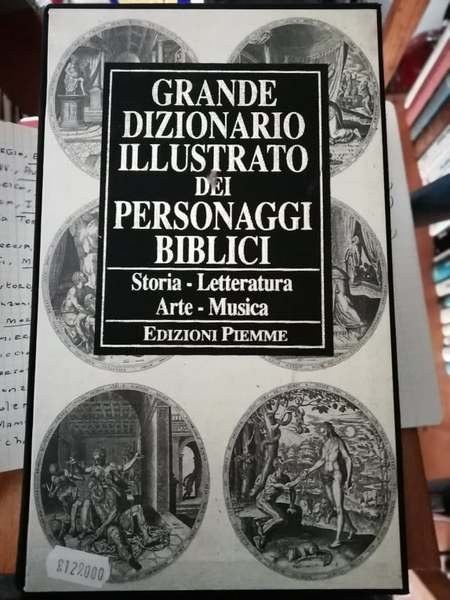 GRANDE
DIZIONARIO
ILLUSTRATO
DEI
PERSONAGGI
BIBLICI
Storia - Letteratura
Arte - Musica
EDIZIONI PIEMME
£122000